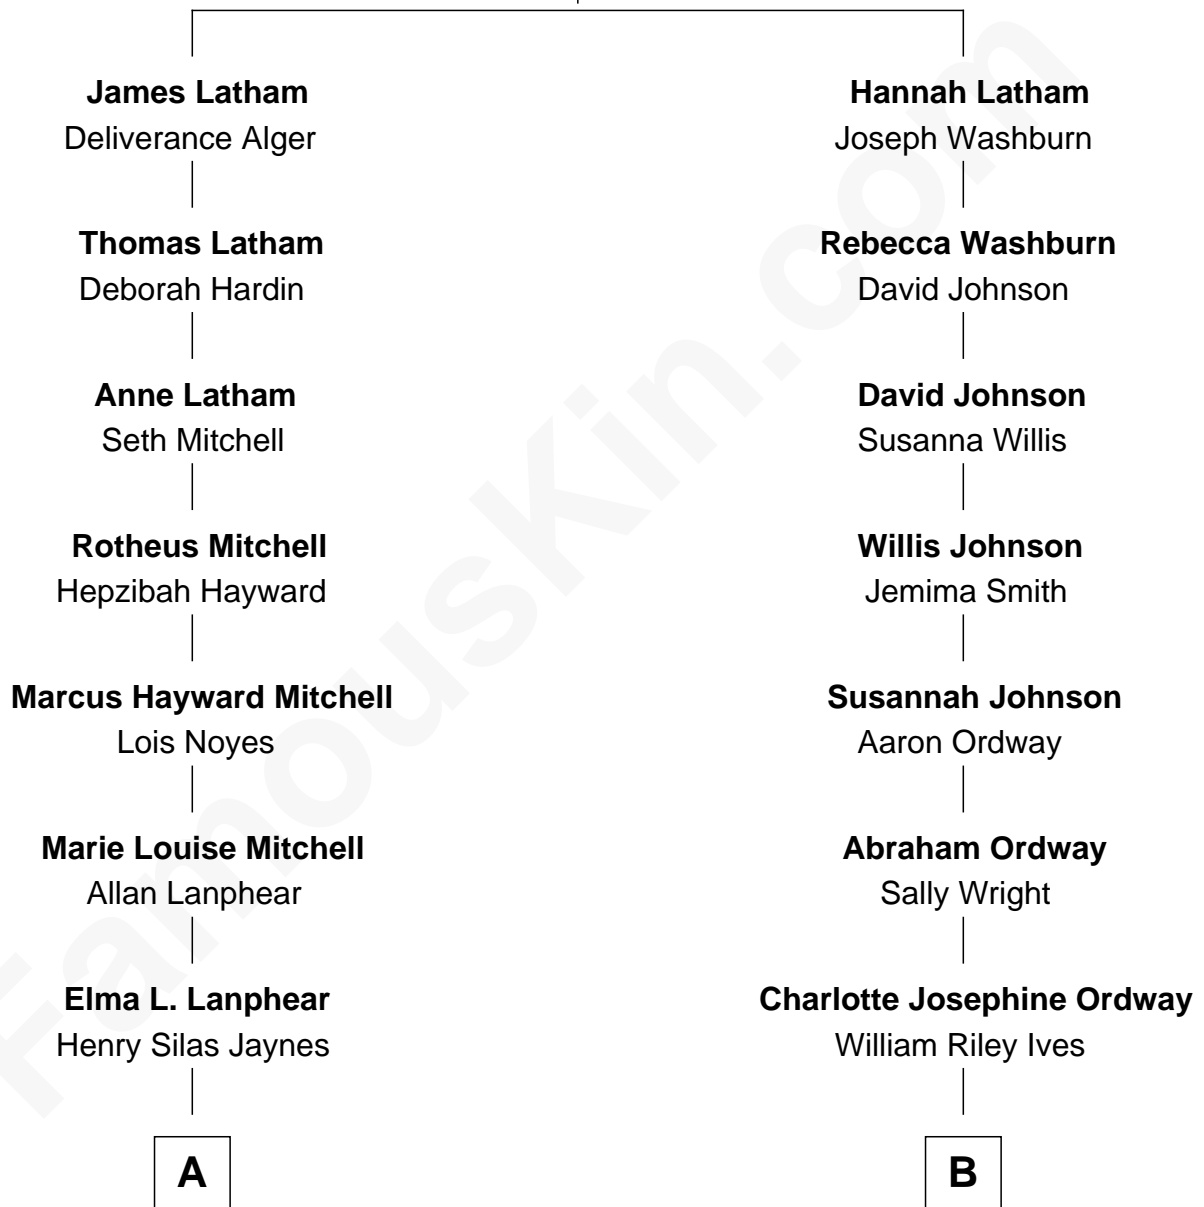 James Latham
Deliverance Alger
Thomas Latham
Deborah Hardin
Anne Latham
Seth Mitchell
Rotheus Mitchell
Hepzibah Hayward
Marcus Hayward Mitchell
Lois Noyes
Marie Louise Mitchell
Allan Lanphear
Elma L. Lanphear
Henry Silas Jaynes
A
Hannah Latham
Joseph Washburn
Rebecca Washburn
David Johnson
David Johnson
Susanna Willis
Willis Johnson
Jemima Smith
Susannah Johnson
Aaron Ordway
Abraham Ordway
Sally Wright
Charlotte Josephine Ordway
William Riley Ives
B
FamousKin.com